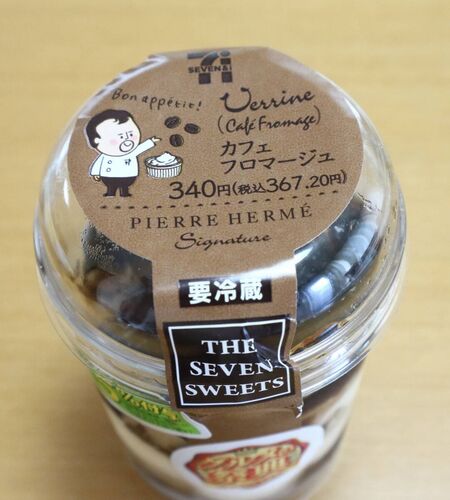 SEVEN&i
Bon appétit!
Verrine
(Café Fromage)
カフェ
フロマージュ
340円(税込367.20円)
PIERRE HERMÉ
Signature
要冷蔵
THE
SEVEN
SWEETS